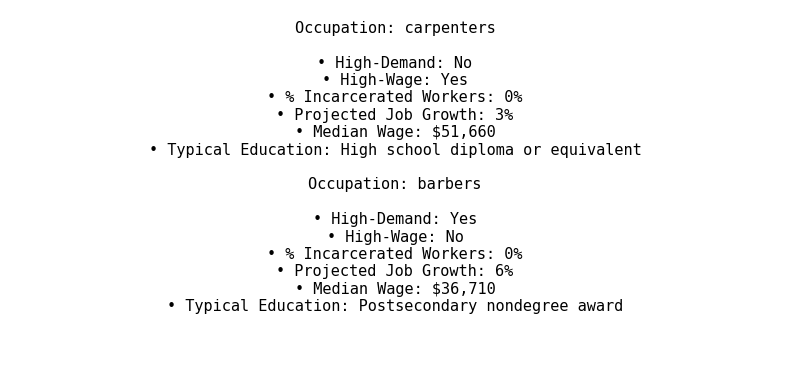 Occupation: carpenters
• High-Demand: No
• High-Wage: Yes
• % Incarcerated Workers: 0%
• Projected Job Growth: 3%
• Median Wage: $51,660
• Typical Education: High school diploma or equivalent
Occupation: barbers
• High-Demand: Yes
• High-Wage: No
• % Incarcerated Workers: 0%
• Projected Job Growth: 6%
• Median Wage: $36,710
• Typical Education: Postsecondary nondegree award